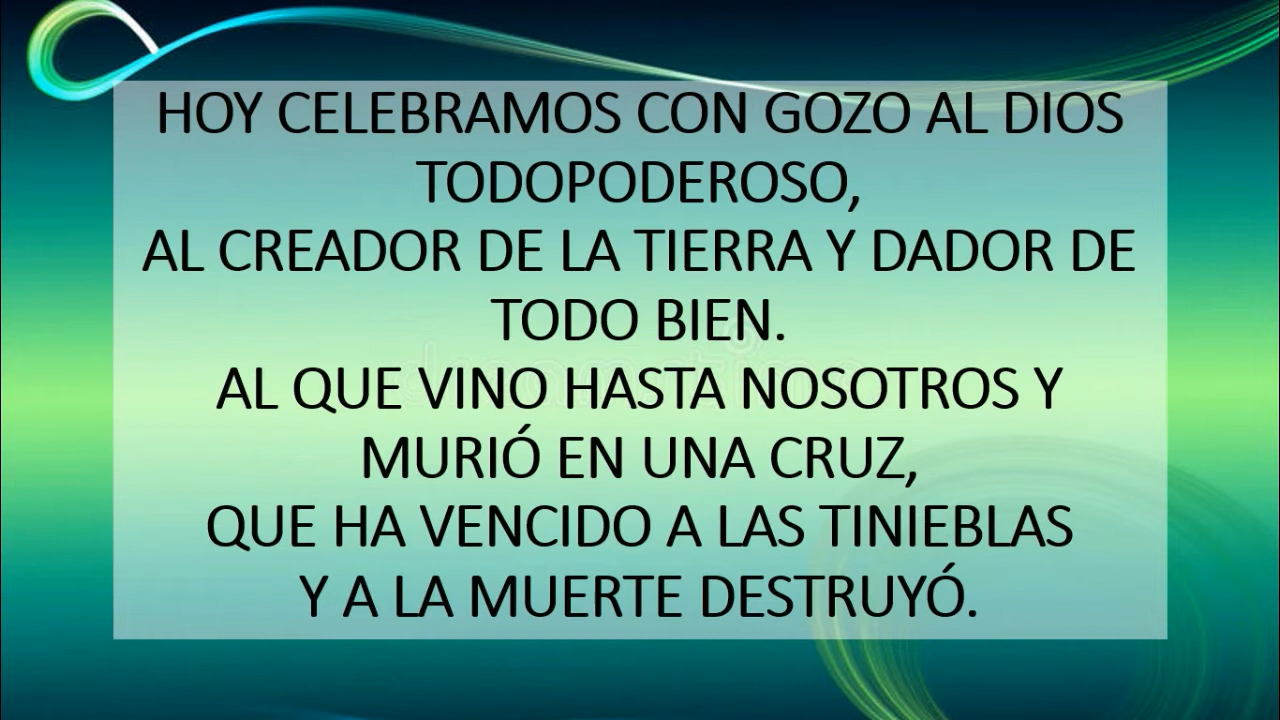 HOY CELEBRAMOS CON GOZO AL DIOS
TODOPODEROSO,
AL CREADOR DE LA TIERRA Y DADOR DE
TODO BIEN.
AL QUE VINO HASTA NOSOTROS Y
MURIÓ EN UNA CRUZ,
QUE HA VENCIDO A LAS TINIEBLAS
Y A LA MUERTE DESTRUYÓ.